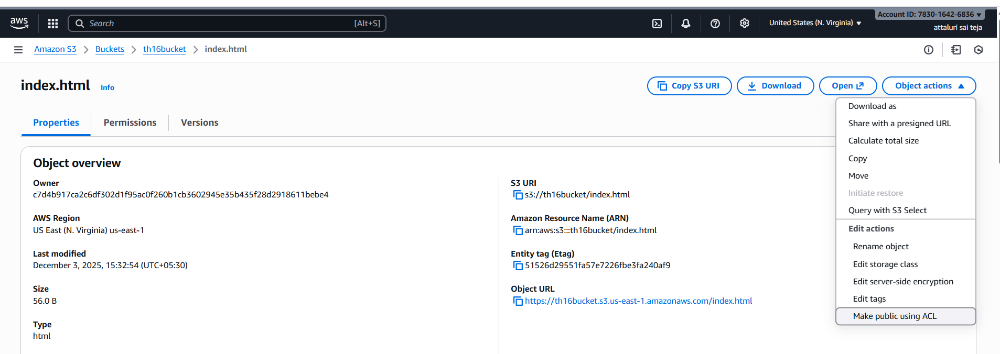 aws
Search [Alt+S]
United States (N. Virginia)
Account ID: 7830-1642-6836
attaluri sai teja
Amazon S3 > Buckets > th16bucket > index.html
index.html Info
Copy S3 URI
Download
Open
Object actions
Properties
Permissions
Versions
Object overview
Owner
c7d4b917ca2c6df302d1f95ac0f260b1cb3602945e35b435f28d2918611bebe4
AWS Region
US East (N. Virginia) us-east-1
Last modified
December 3, 2025, 15:32:54 (UTC+05:30)
Size
56.0 B
Type
html
S3 URI
s3://th16bucket/index.html
Amazon Resource Name (ARN)
arn:aws:s3:::th16bucket/index.html
Entity tag (Etag)
51526d29551fa57e7226fbe3fa240af9
Object URL
https://th16bucket.s3.us-east-1.amazonaws.com/index.html
Download as
Share with a presigned URL
Calculate total size
Copy
Move
Initiate restore
Query with S3 Select
Edit actions
Rename object
Edit storage class
Edit server-side encryption
Edit tags
Make public using ACL